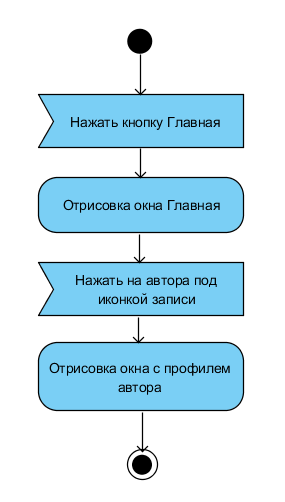 Нажать кнопку Главная
Отрисовка окна Главная
Нажать на автора под
иконкой записи
Отрисовка окна с профилем
автора